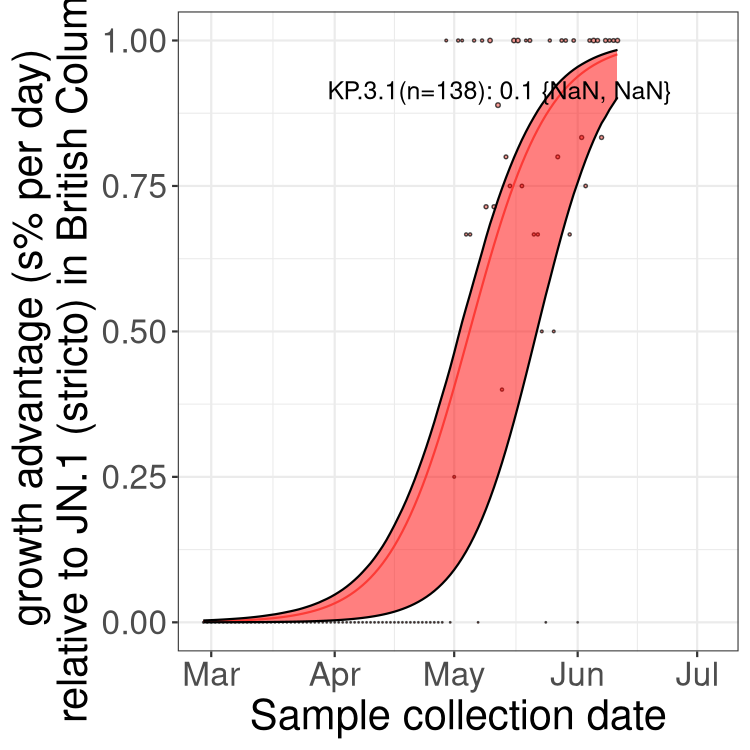 growth advantage (s% per day)
relative to JN.1 (stricto) in British Colum
1.00
0.75
0.50
0.25
0.00
KP.3.1(n=138): 0.1 {NaN, NaN}
Mar Apr May Jun Jul
Sample collection date